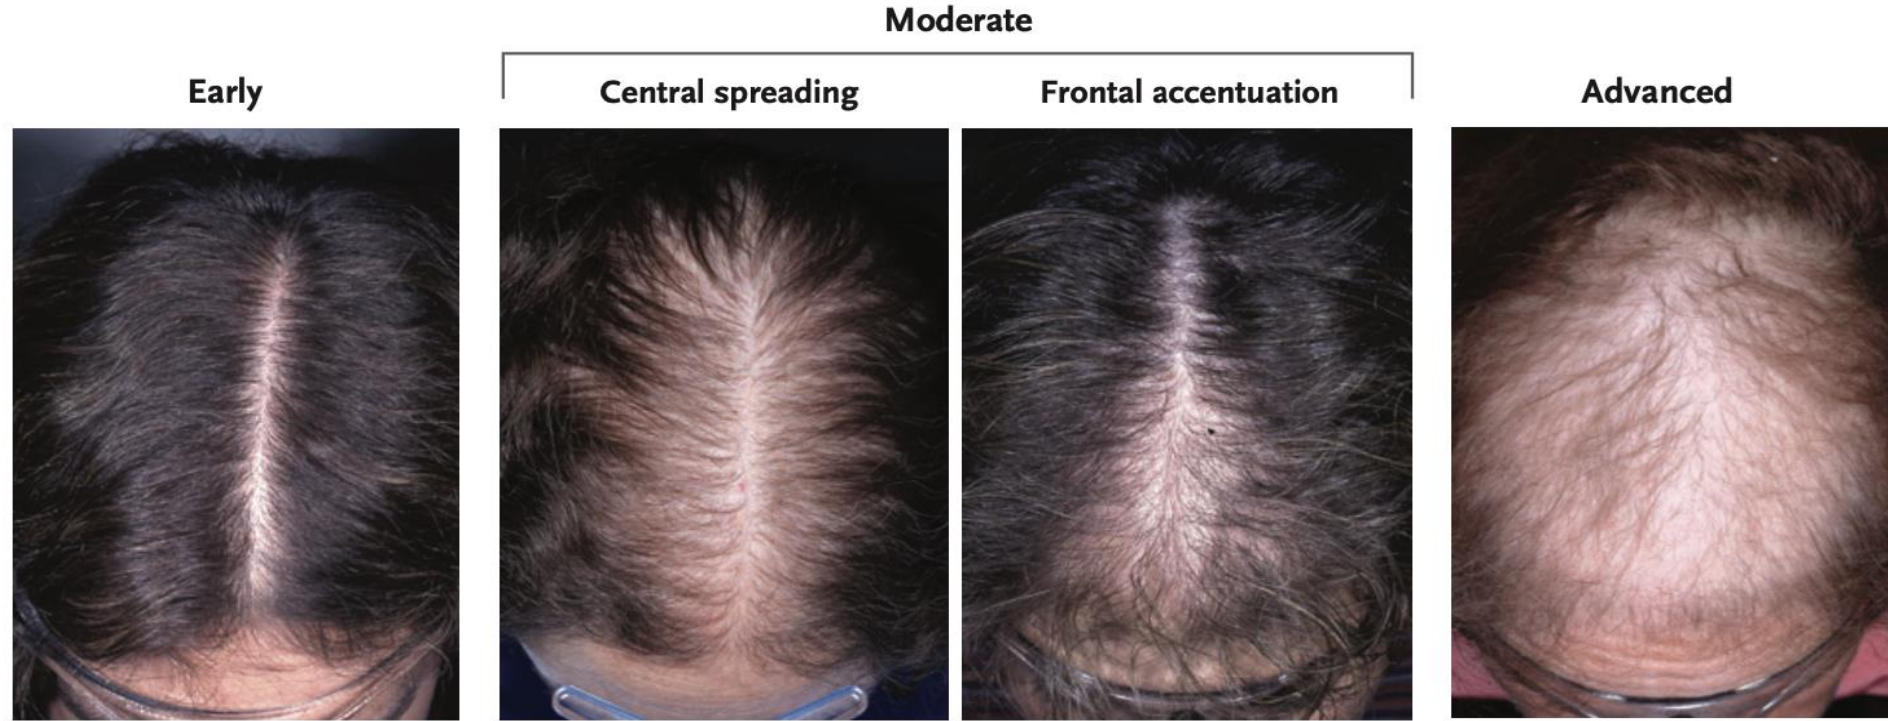 Moderate
Early
Central spreading
Frontal accentuation
Advanced